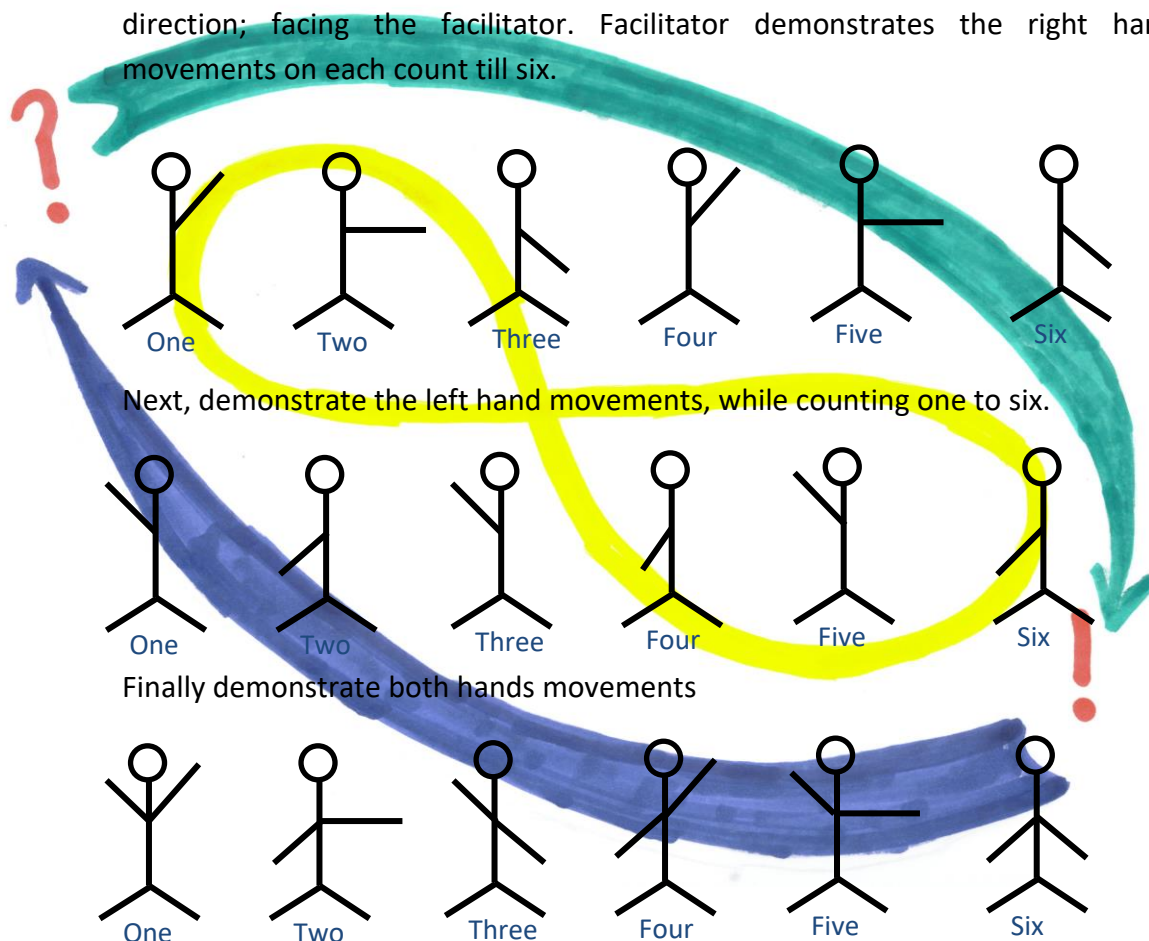 direction; facing the facilitator. Facilitator demonstrates the right
movements on each count till six.
?
One Two Three Four Five Six
Next, demonstrate the left hand movements, while counting one to six.
One Two Three Four Five Six
!
Finally demonstrate both hands movements
One Two Three Four Five Six